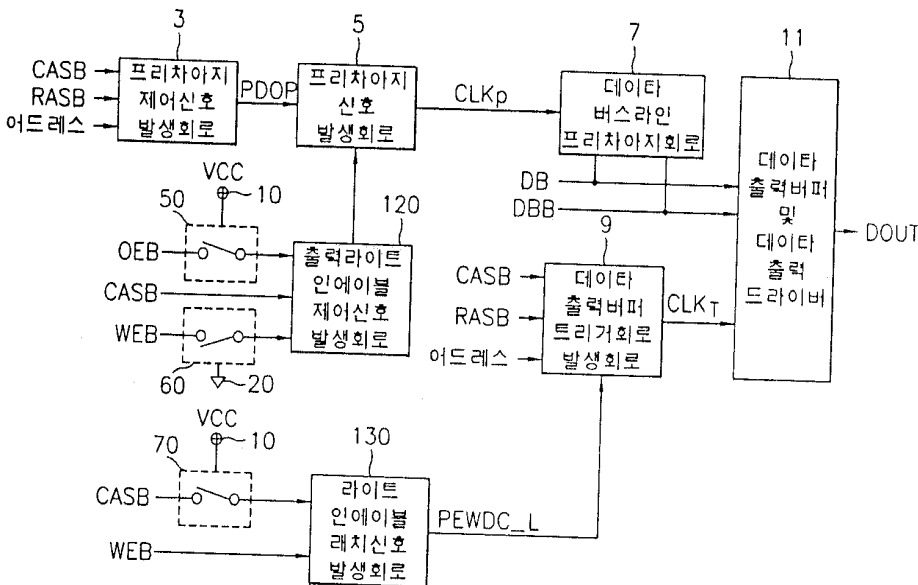 3
CASB
RASB
어드레스
프리차아지
제어신호
발생회로
PDOP
5
프리차아지
신호
발생회로
CLKp
7
데이타
버스라인
프리차아지회로
11
데이타
출력버퍼
및
데이타
출력
드라이버
DOUT
DB
DBB
VCC
10
50
OEB
CASB
WEB
60
20
120
출력라이트
인에이블
제어신호
발생회로
9
CASB
RASB
어드레스
데이타
출력버퍼
트리거회로
발생회로
CLKT
VCC
10
70
CASB
WEB
130
라이트
인에이블
래치신호
발생회로
PEWDC_L